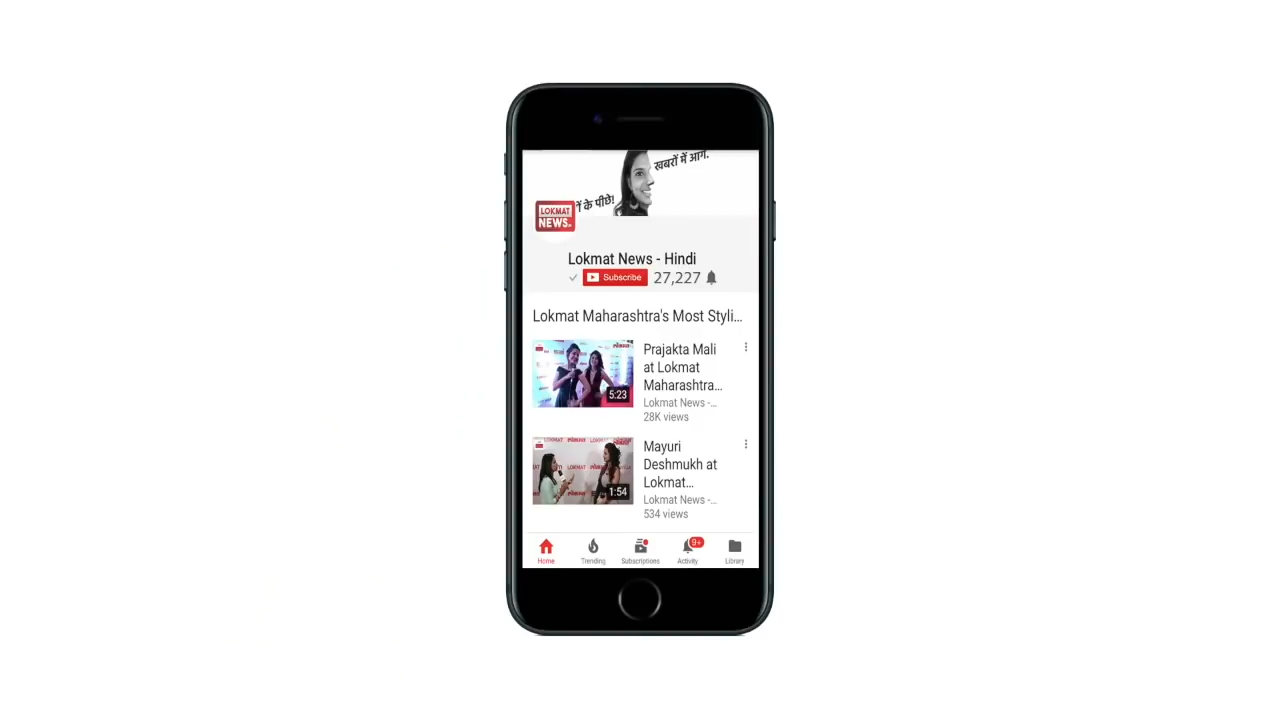 खबरों में आगे.
के पीछे!
LOKMAT
NEWS
Lokmat News - Hindi
Subscribe 27,227
Lokmat Maharashtra's Most Styli...
Prajakta Mali
at Lokmat
Maharashtra...
Lokmat News -...
28K views
5:23
Mayuri
Deshmukh at
Lokmat...
Lokmat News -...
534 views
LOKMAT
1:54
9+
Home Trending Subscriptions Activity Library